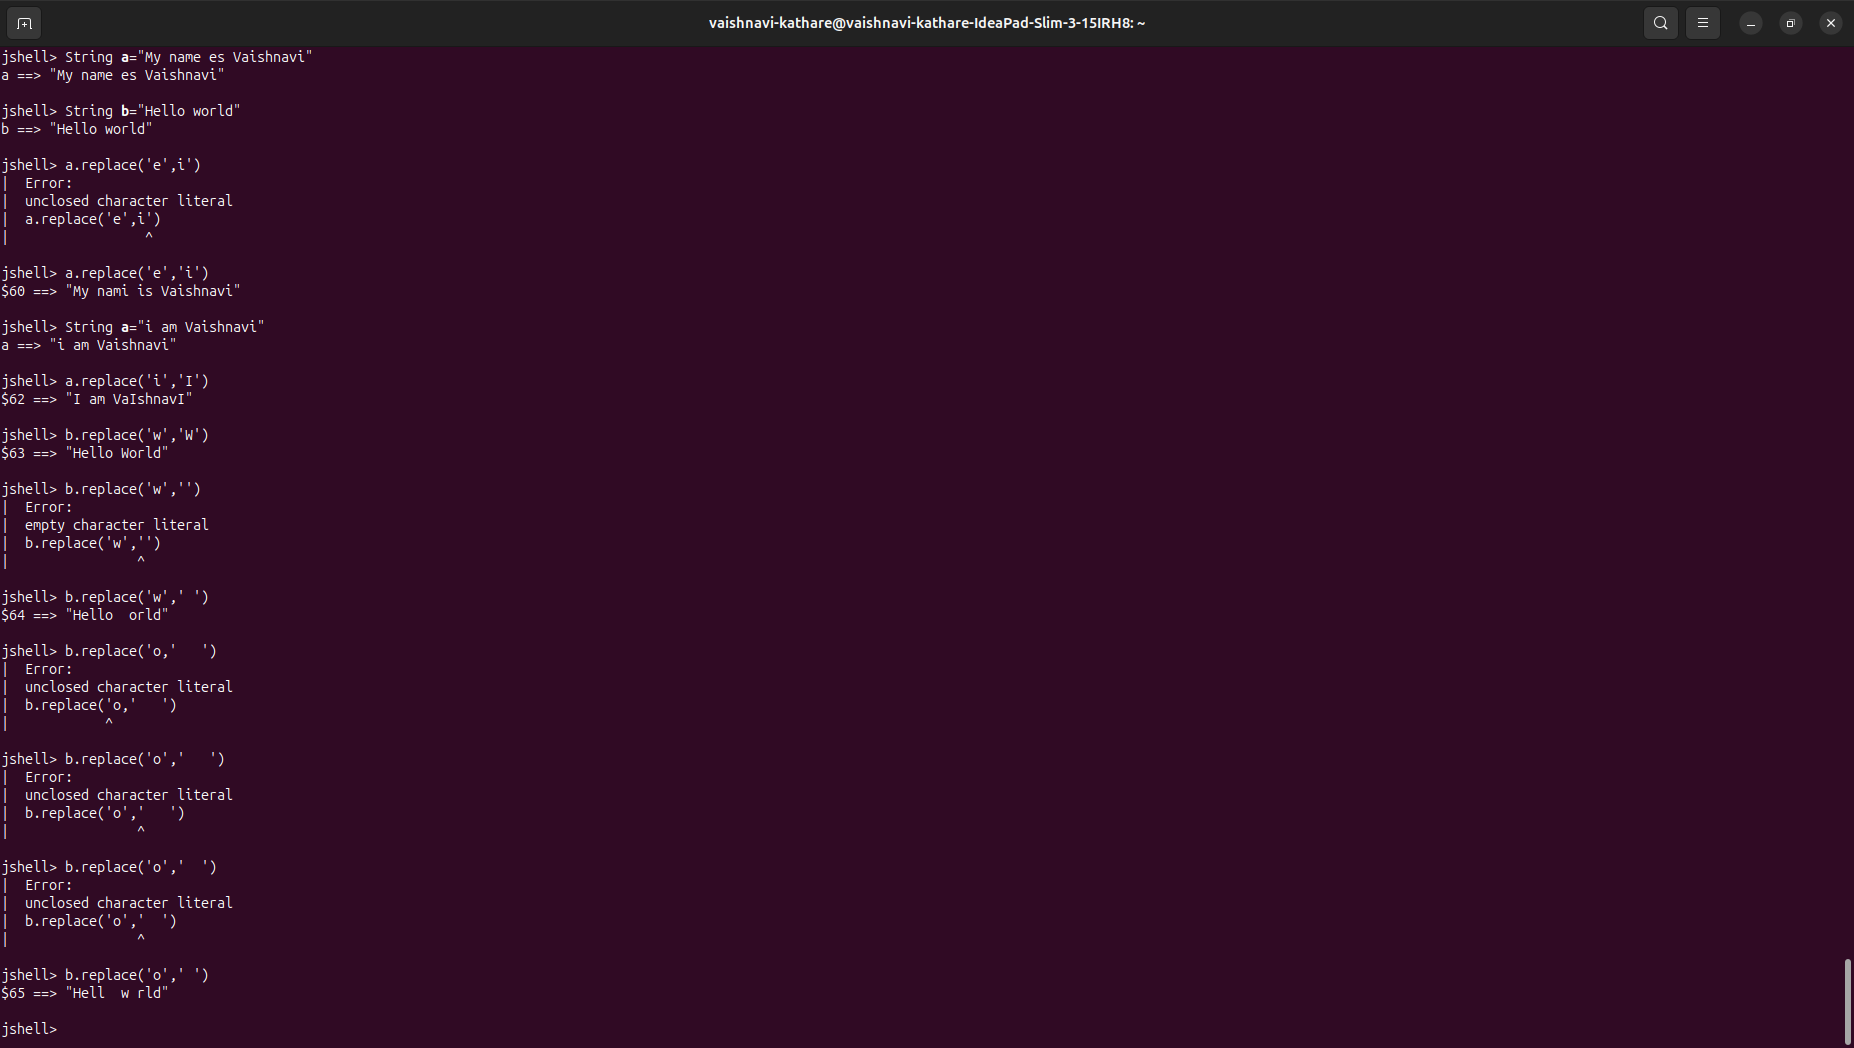 vaishnavi-kathare@vaishnavi-kathare-IdeaPad-Slim-3-15IRH8: ~
jshell> String a="My name es Vaishnavi"
a ==> "My name es Vaishnavi"
jshell> String b="Hello world"
b ==> "Hello world"
jshell> a.replace('e',i')
|  Error:
|  unclosed character literal
|  a.replace('e',i')
|                 ^
jshell> a.replace('e','i')
$60 ==> "My nami is Vaishnavi"
jshell> String a="i am Vaishnavi"
a ==> "i am Vaishnavi"
jshell> a.replace('i','I')
$62 ==> "I am VaIshnavI"
jshell> b.replace('w','W')
$63 ==> "Hello World"
jshell> b.replace('w','')
|  Error:
|  empty character literal
|  b.replace('w','')
|                ^
jshell> b.replace('w',' ')
$64 ==> "Hello  orld"
jshell> b.replace('o,'   ')
|  Error:
|  unclosed character literal
|  b.replace('o,'   ')
|            ^
jshell> b.replace('o','   ')
|  Error:
|  unclosed character literal
|  b.replace('o','   ')
|                ^
jshell> b.replace('o','  ')
|  Error:
|  unclosed character literal
|  b.replace('o','  ')
|                ^
jshell> b.replace('o',' ')
$65 ==> "Hell  w rld"
jshell>